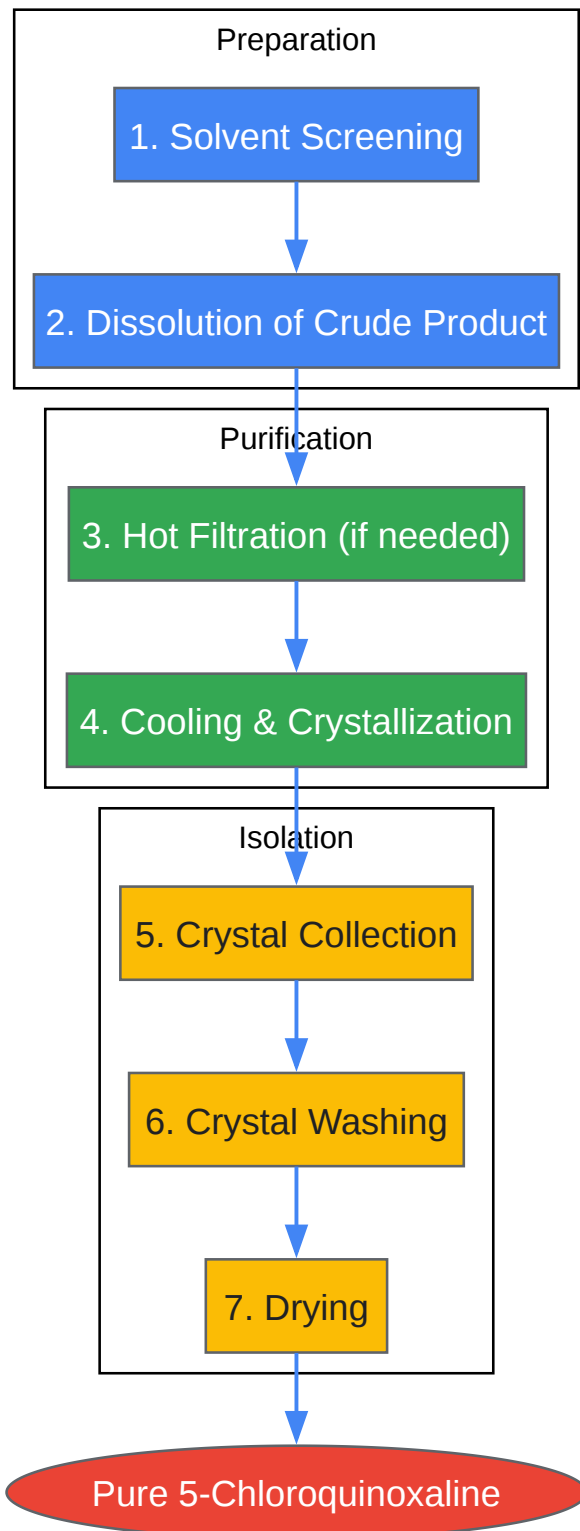 Preparation
1. Solvent Screening
2. Dissolution of Crude Product
Purification
3. Hot Filtration (if needed)
4. Cooling & Crystallization
Isolation
5. Crystal Collection
6. Crystal Washing
7. Drying
Pure 5-Chloroquinoxaline